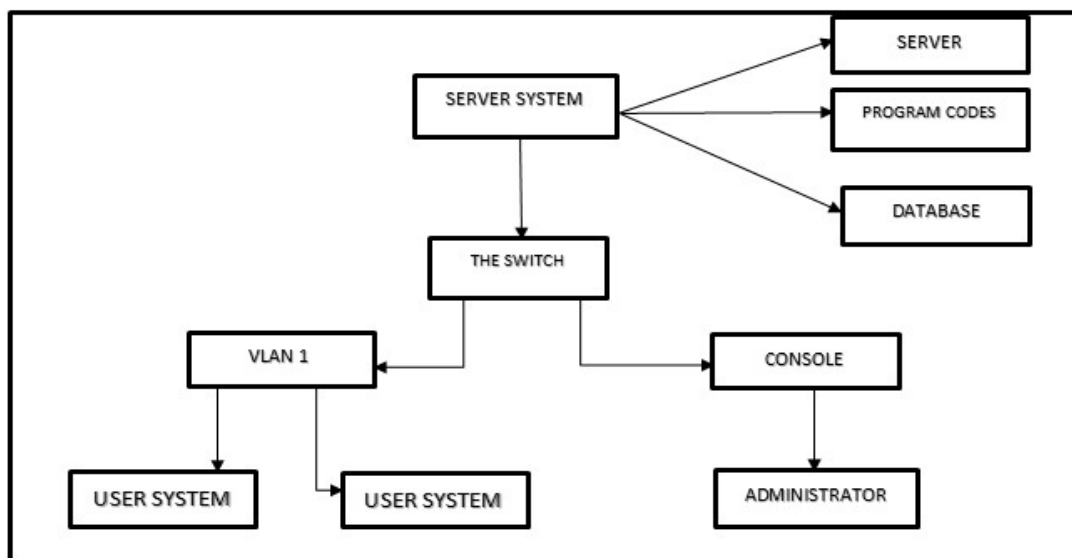 SERVER
SERVER SYSTEM
PROGRAM CODES
DATABASE
THE SWITCH
VLAN 1
CONSOLE
USER SYSTEM
USER SYSTEM
ADMINISTRATOR